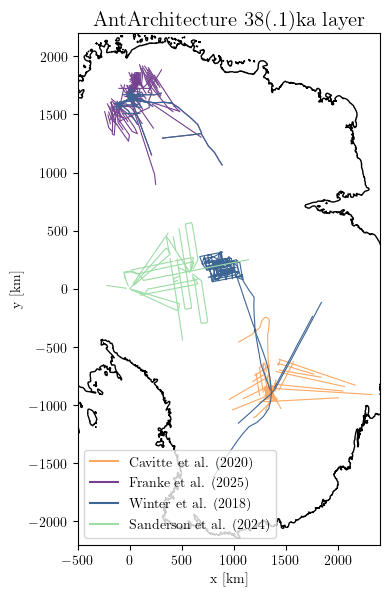 AntArchitecture 38(.1)ka layer
2000
1500
1000
500
0
−500
−1000
−1500
−2000
y [km]
Cavitte et al. (2020)
Franke et al. (2025)
Winter et al. (2018)
Sanderson et al. (2024)
−500
0
500
1000
1500
2000
x [km]